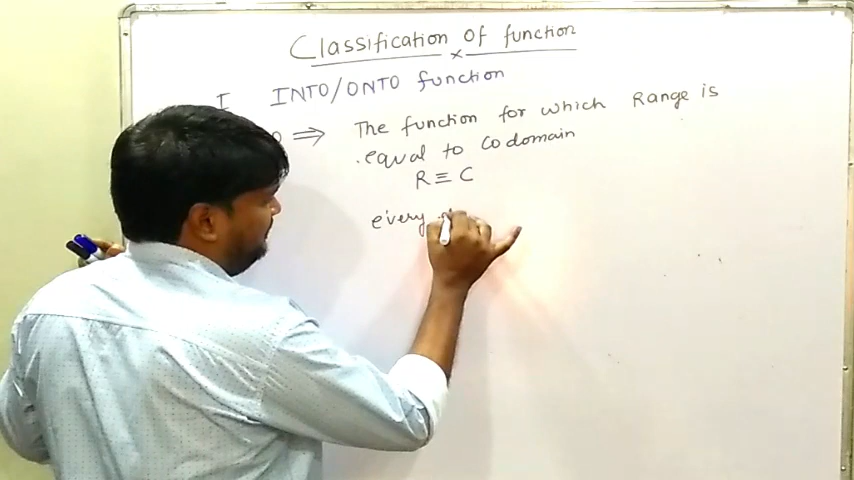 Classification of function
x
I INTO/ONTO function
⇒ The function for which Range is
equal to Codomain
R ≡ C
every